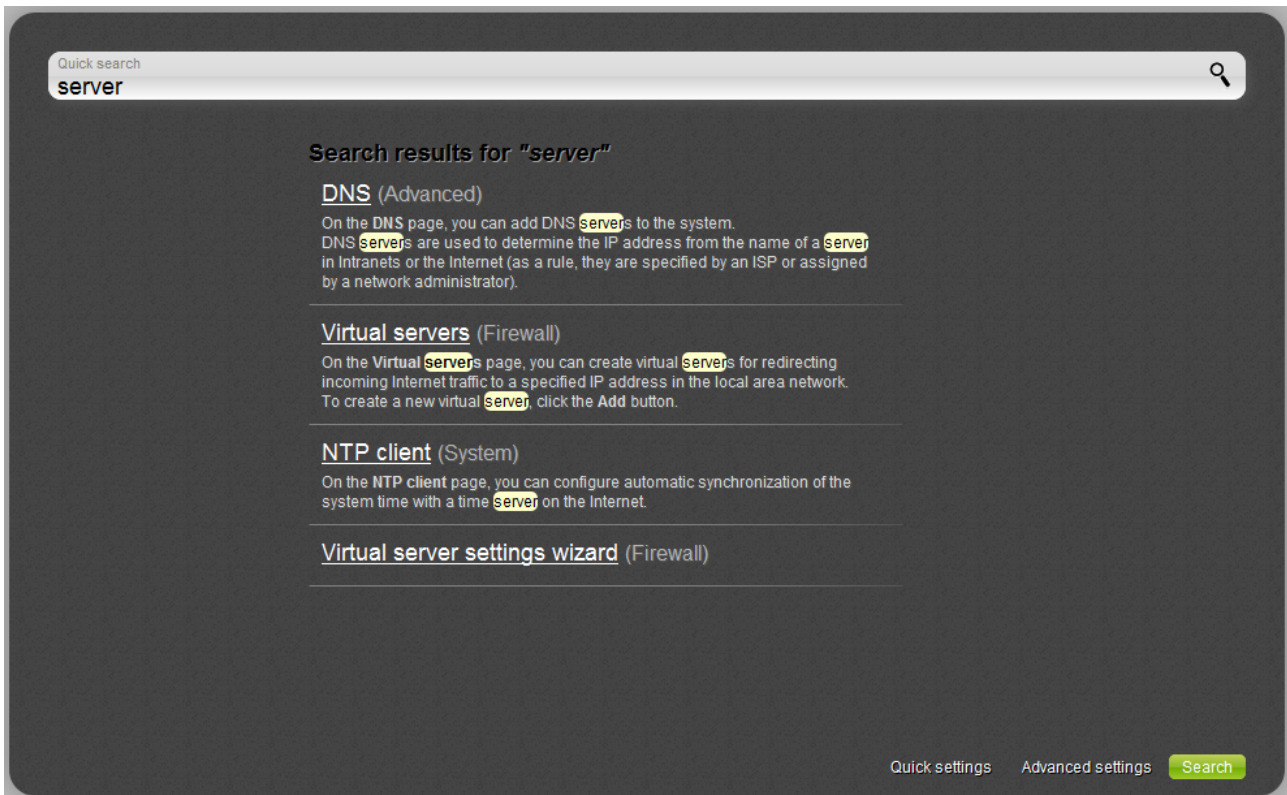 Quick search
server
Search results for "server"
DNS (Advanced)
On the DNS page, you can add DNS servers to the system.
DNS servers are used to determine the IP address from the name of a server
in Intranets or the Internet (as a rule, they are specified by an ISP or assigned
by a network administrator).
Virtual servers (Firewall)
On the Virtual servers page, you can create virtual servers for redirecting
incoming Internet traffic to a specified IP address in the local area network.
To create a new virtual server, click the Add button.
NTP client (System)
On the NTP client page, you can configure automatic synchronization of the
system time with a time server on the Internet.
Virtual server settings wizard (Firewall)
Quick settings Advanced settings Search